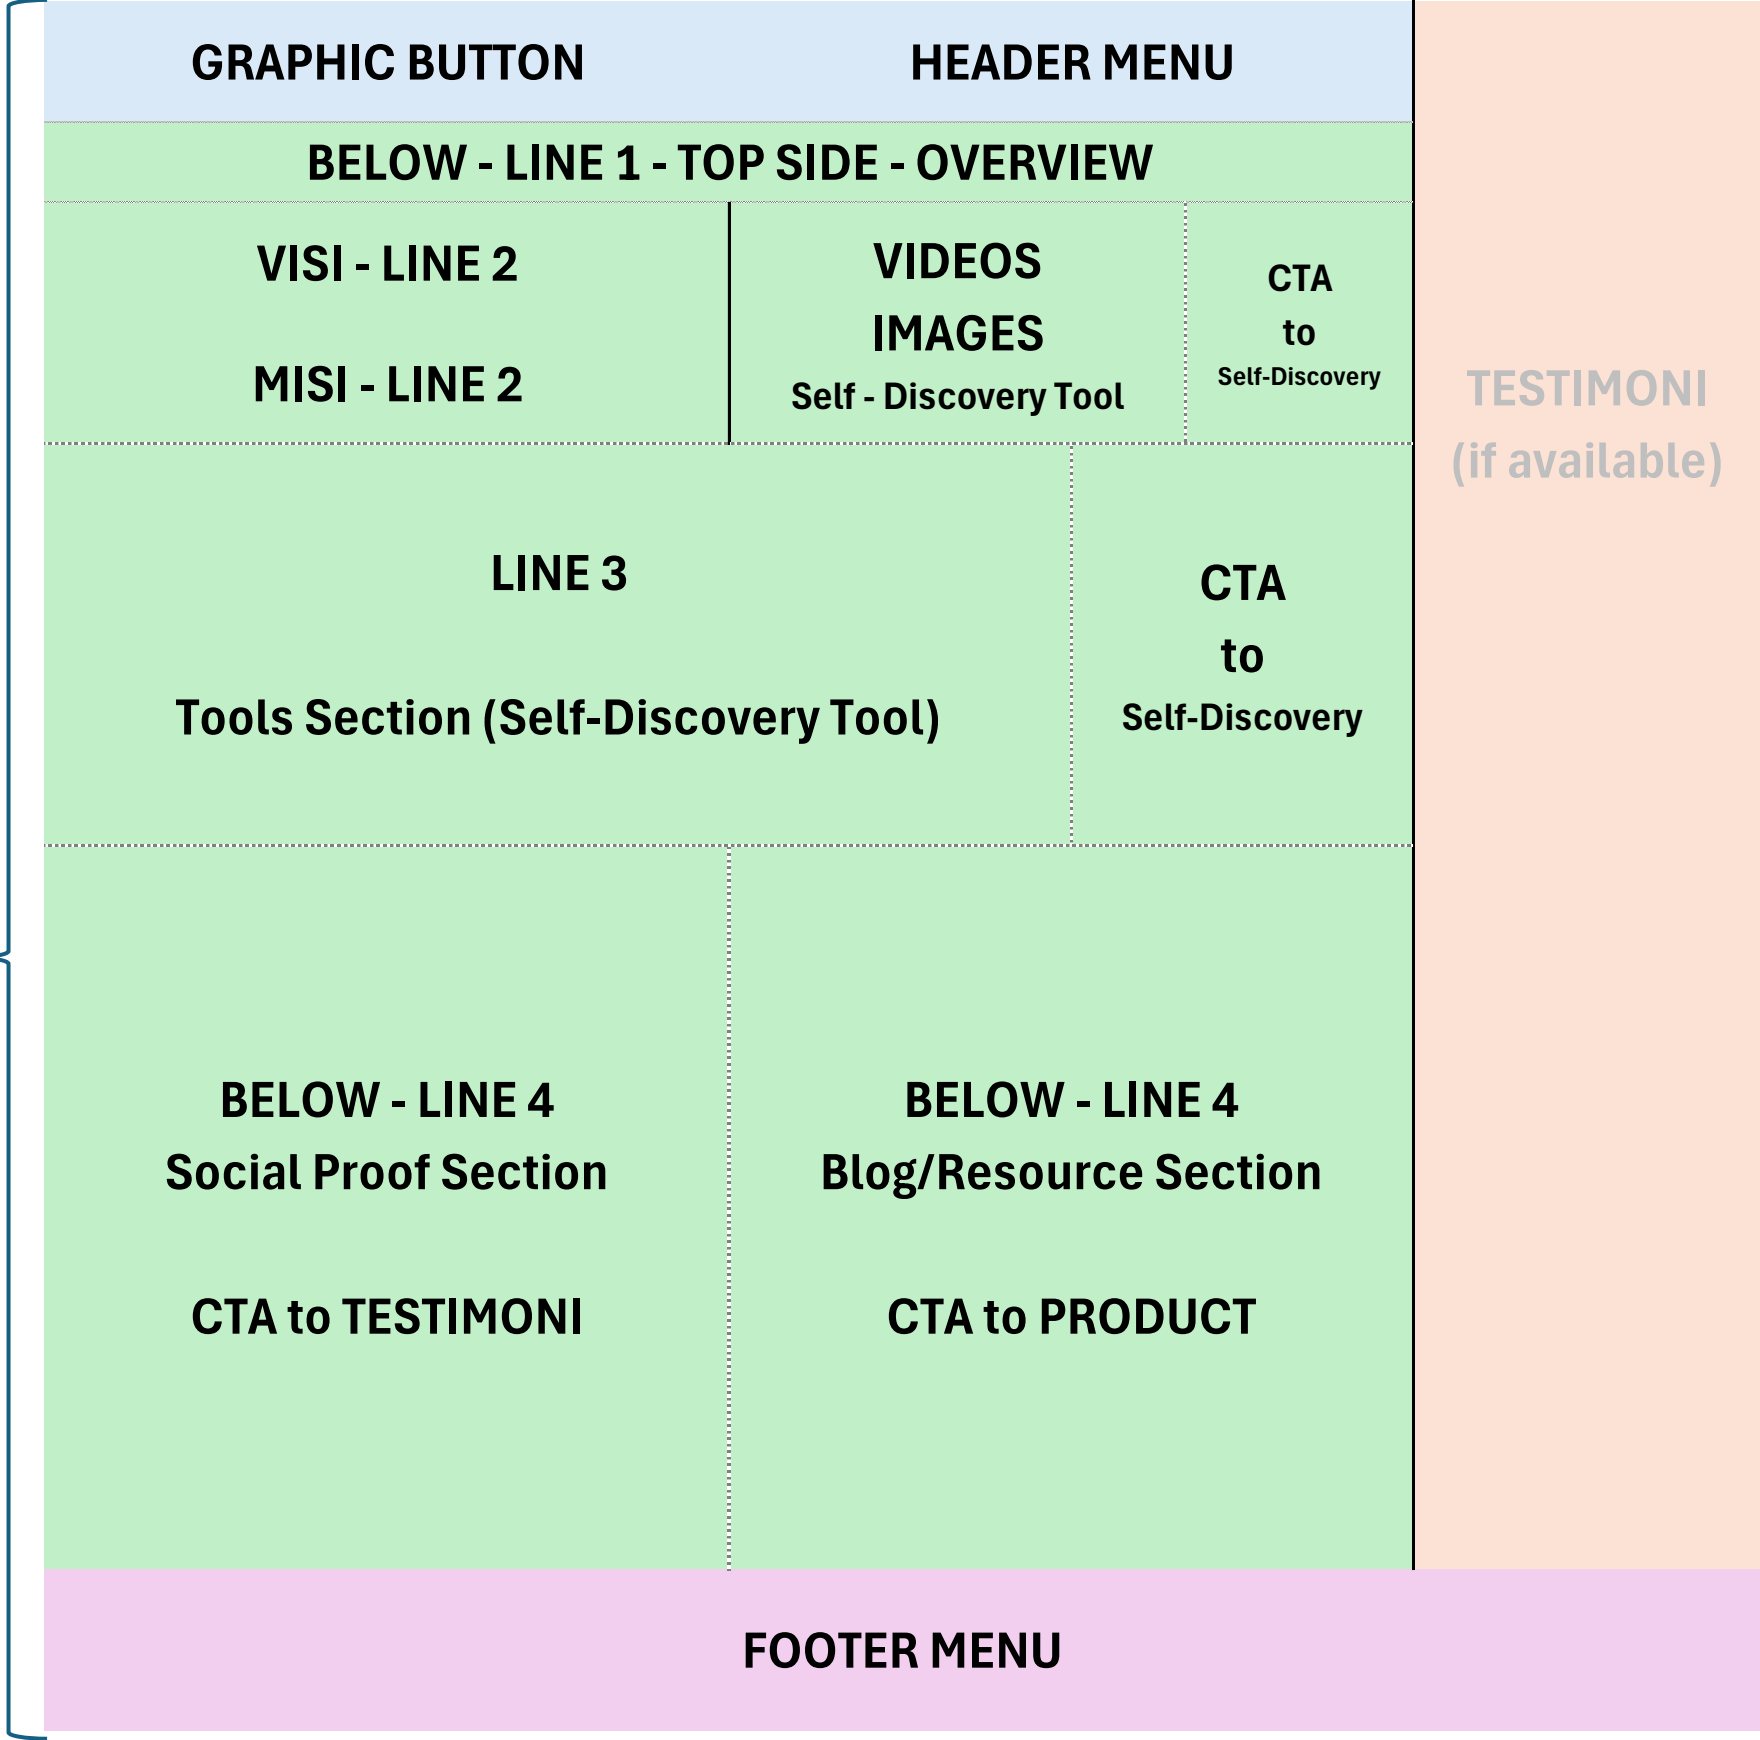 GRAPHIC BUTTON
HEADER MENU
BELOW - LINE 1 - TOP SIDE - OVERVIEW
VISI - LINE 2
MISI - LINE 2
VIDEOS
IMAGES
Self - Discovery Tool
CTA
to
Self-Discovery
TESTIMONI
(if available)
LINE 3
Tools Section (Self-Discovery Tool)
CTA
to
Self-Discovery
BELOW - LINE 4
Social Proof Section
CTA to TESTIMONI
BELOW - LINE 4
Blog/Resource Section
CTA to PRODUCT
FOOTER MENU